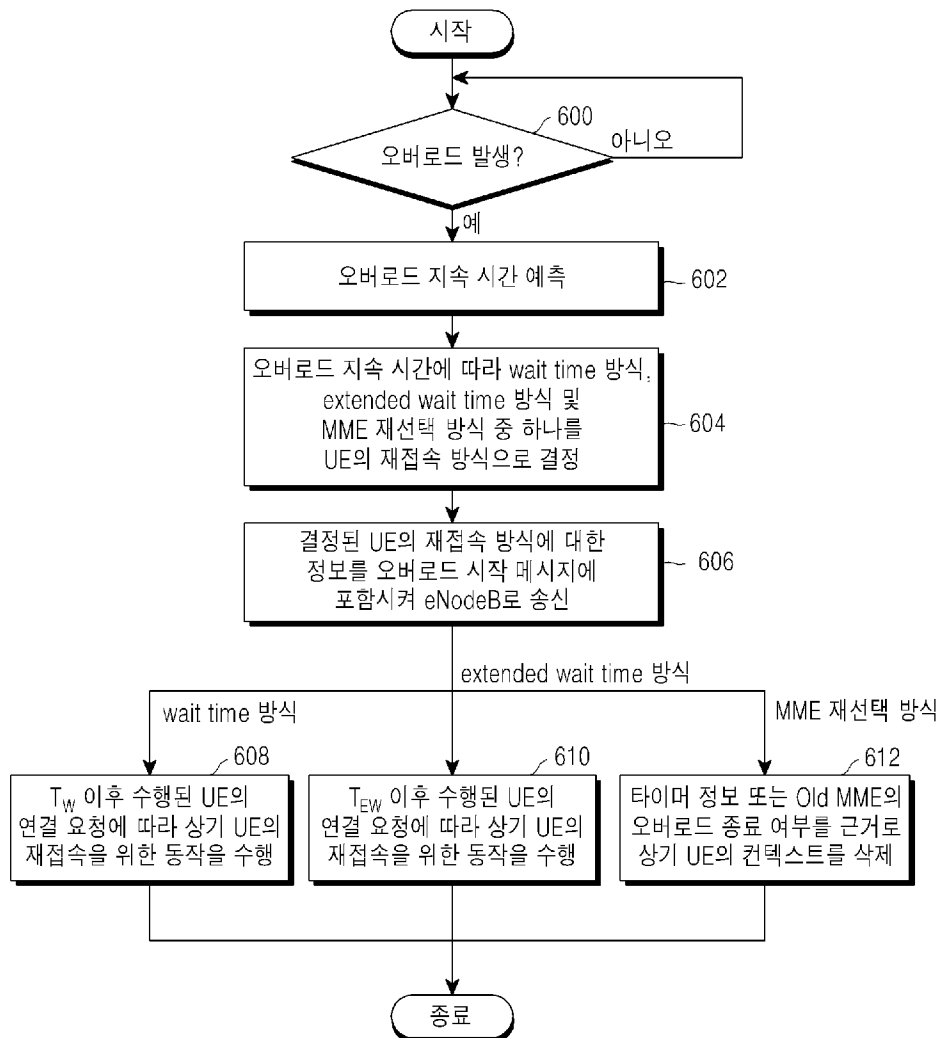 시작
600
오버로드 발생?
아니오
예
오버로드 지속 시간 예측
602
오버로드 지속 시간에 따라 wait time 방식,
extended wait time 방식 및
MME 재선택 방식 중 하나를
UE의 재접속 방식으로 결정
604
결정된 UE의 재접속 방식에 대한
정보를 오버로드 시작 메시지에
포함시켜 eNodeB로 송신
606
extended wait time 방식
wait time 방식
MME 재선택 방식
608
TW 이후 수행된 UE의
연결 요청에 따라 상기 UE의
재접속을 위한 동작을 수행
610
TEW 이후 수행된 UE의
연결 요청에 따라 상기 UE의
재접속을 위한 동작을 수행
612
타이머 정보 또는 Old MME의
오버로드 종료 여부를 근거로
상기 UE의 컨텍스트를 삭제
종료